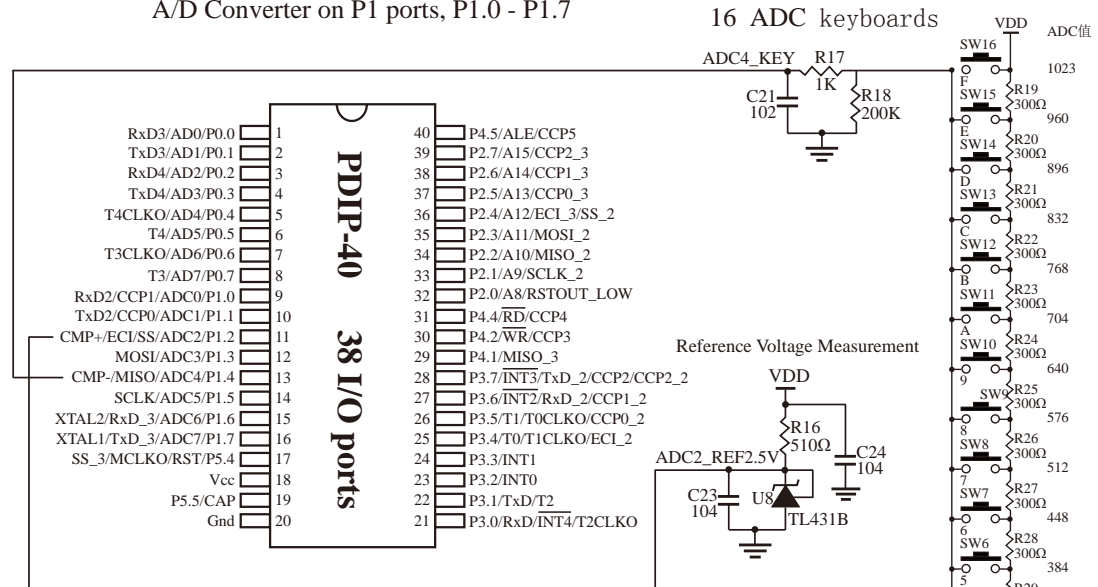 A/D Converter on P1 ports, P1.0 - P1.7
16 ADC keyboards
VDD
ADC值
ADC4_KEY
R17
1K
C21
102
R18
200K
SW16
F
1023
R19
300Ω
SW15
E
960
R20
300Ω
SW14
D
896
R21
300Ω
SW13
C
832
R22
300Ω
SW12
B
768
R23
300Ω
SW11
A
704
R24
300Ω
SW10
9
640
R25
300Ω
SW9
8
576
R26
300Ω
SW8
7
512
R27
300Ω
SW7
6
448
R28
300Ω
SW6
5
384
RxD3/AD0/P0.0 1
TxD3/AD1/P0.1 2
RxD4/AD2/P0.2 3
TxD4/AD3/P0.3 4
T4CLKO/AD4/P0.4 5
T4/AD5/P0.5 6
T3CLKO/AD6/P0.6 7
T3/AD7/P0.7 8
RxD2/CCP1/ADC0/P1.0 9
TxD2/CCP0/ADC1/P1.1 10
CMP+/ECI/SS/ADC2/P1.2 11
MOSI/ADC3/P1.3 12
CMP-/MISO/ADC4/P1.4 13
SCLK/ADC5/P1.5 14
XTAL2/RxD_3/ADC6/P1.6 15
XTAL1/TxD_3/ADC7/P1.7 16
SS_3/MCLKO/RST/P5.4 17
Vcc 18
P5.5/CAP 19
Gnd 20
PDIP-40 38 I/O ports
40 P4.5/ALE/CCP5
39 P2.7/A15/CCP2_3
38 P2.6/A14/CCP1_3
37 P2.5/A13/CCP0_3
36 P2.4/A12/ECI_3/SS_2
35 P2.3/A11/MOSI_2
34 P2.2/A10/MISO_2
33 P2.1/A9/SCLK_2
32 P2.0/A8/RSTOUT_LOW
31 P4.4/RD/CCP4
30 P4.2/WR/CCP3
29 P4.1/MISO_3
28 P3.7/INT3/TxD_2/CCP2/CCP2_2
27 P3.6/INT2/RxD_2/CCP1_2
26 P3.5/T1/T0CLKO/CCP0_2
25 P3.4/T0/T1CLKO/ECI_2
24 P3.3/INT1
23 P3.2/INT0
22 P3.1/TxD/T2
21 P3.0/RxD/INT4/T2CLKO
Reference Voltage Measurement
VDD
R16
510Ω
C24
104
ADC2_REF2.5V
C23
104
U8
TL431B